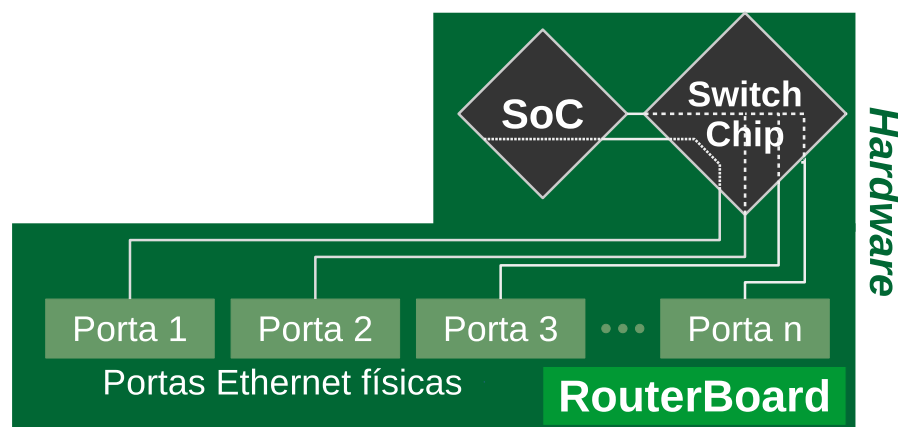 SoC
Switch
Chip
Hardware
Porta 1
Porta 2
Porta 3
Porta n
Portas Ethernet físicas
RouterBoard